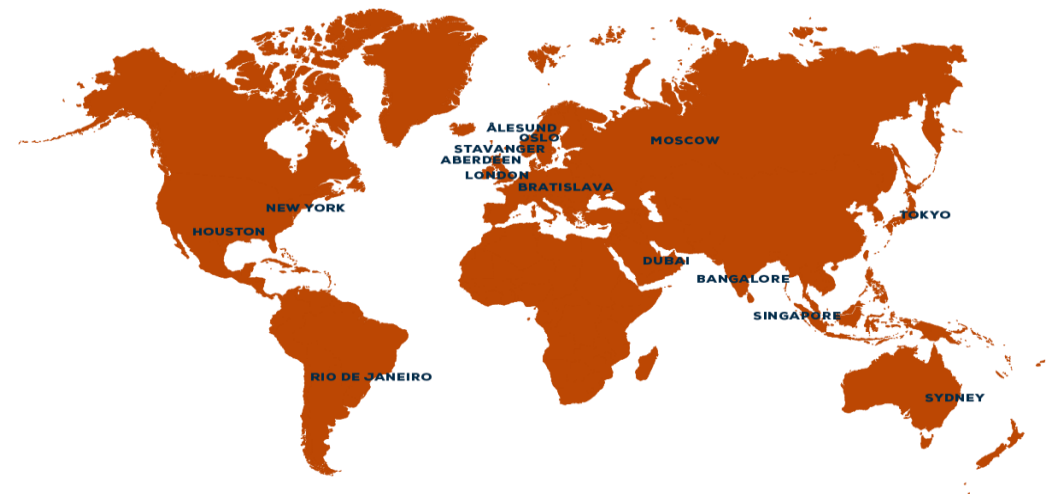 ÅLESUND
OSLO
MOSCOW
STAVANGER
ABERDEEN
LONDON
BRATISLAVA
NEW YORK
TOKYO
HOUSTON
DUBAI
BANGALORE
SINGAPORE
RIO DE JANEIRO
SYDNEY